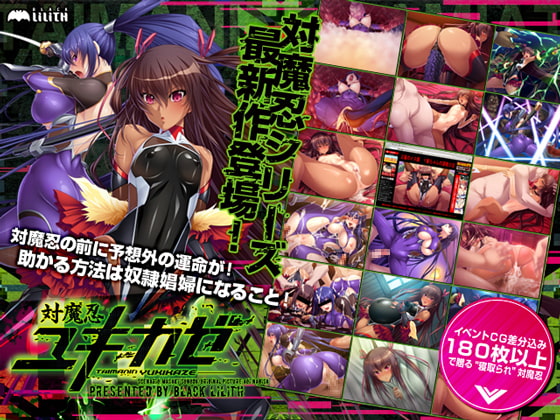 BLACK
LiLiTH
対魔忍シリーズ
最新作登場！
対魔忍の前に予想外の運命が！
助かる方法は奴隷娼婦になること！
対魔忍
ユキカゼ
TAIMANIN YUKIKAZE
PRESENTED BY BLACK LILITH
イベントCG差分込み
180枚以上
で贈る“寝取られ”対魔忍